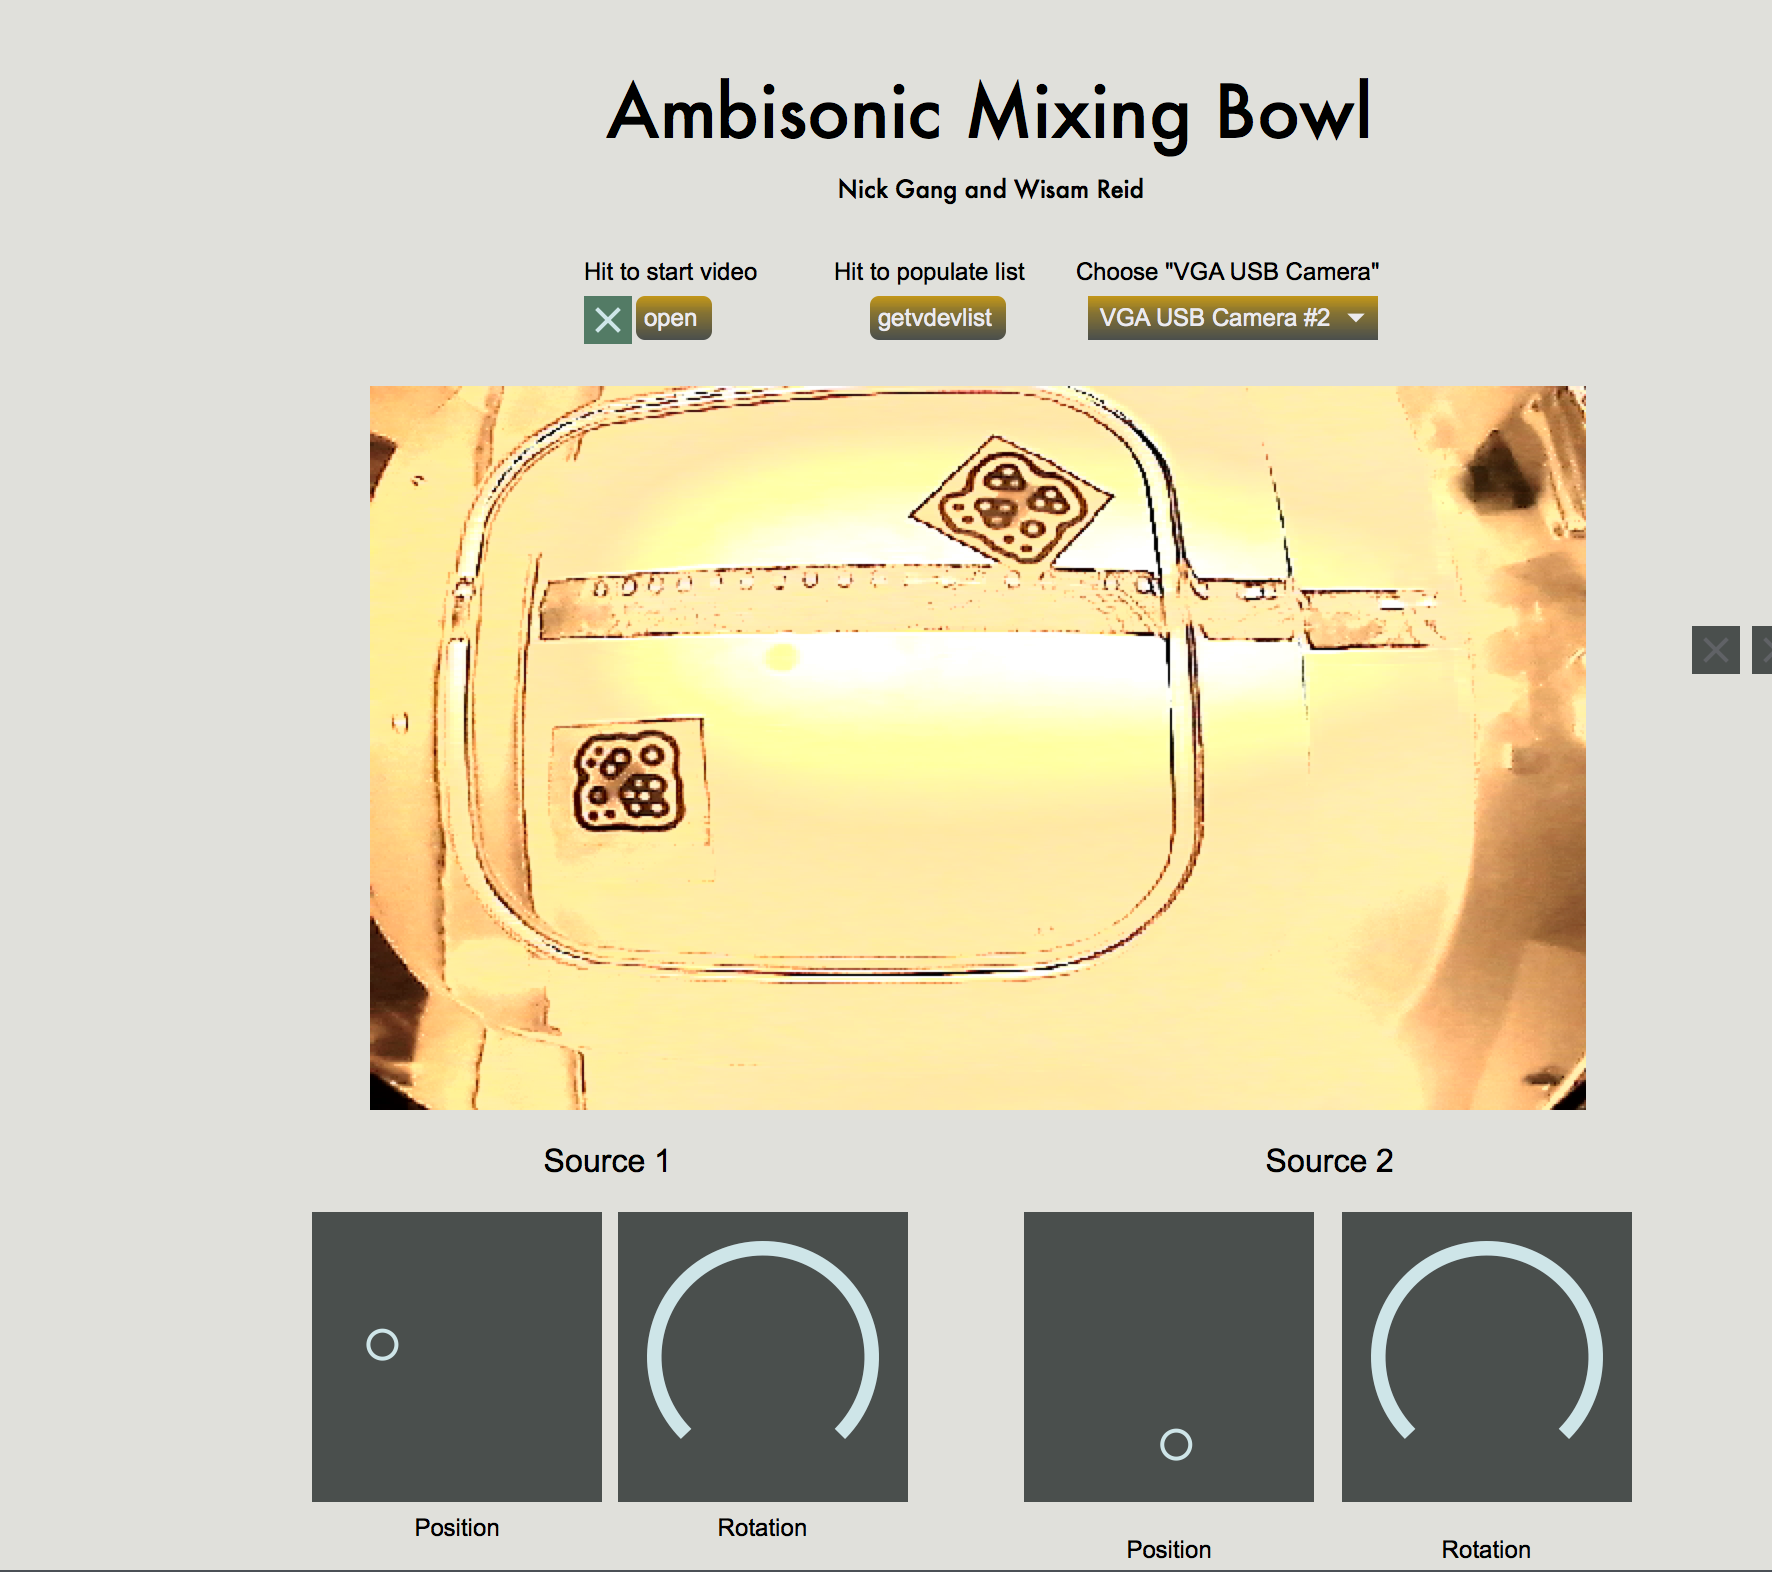 Ambisonic Mixing Bowl
Nick Gang and Wisam Reid
Hit to start video
Hit to populate list
Choose "VGA USB Camera"
open
getvdevlist
VGA USB Camera #2
Source 1
Source 2
Position
Rotation
Position
Rotation